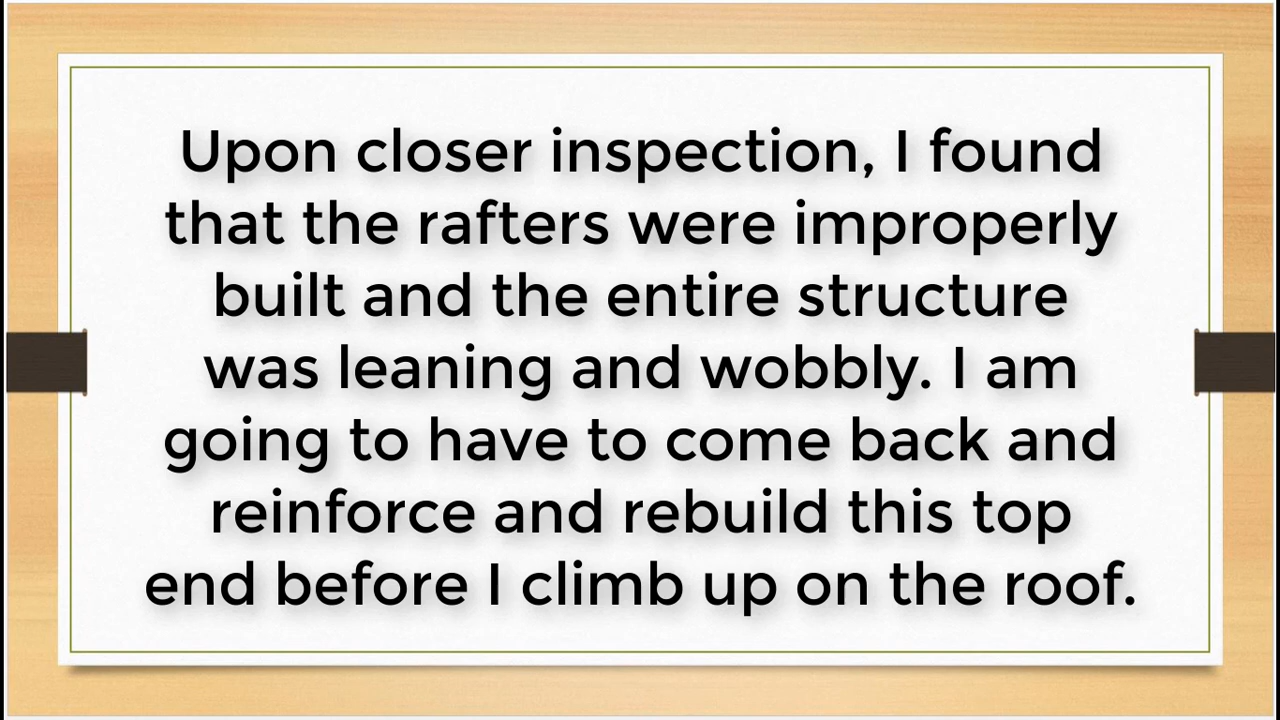 Upon closer inspection, I found
that the rafters were improperly
built and the entire structure
was leaning and wobbly. I am
going to have to come back and
reinforce and rebuild this top
end before I climb up on the roof.